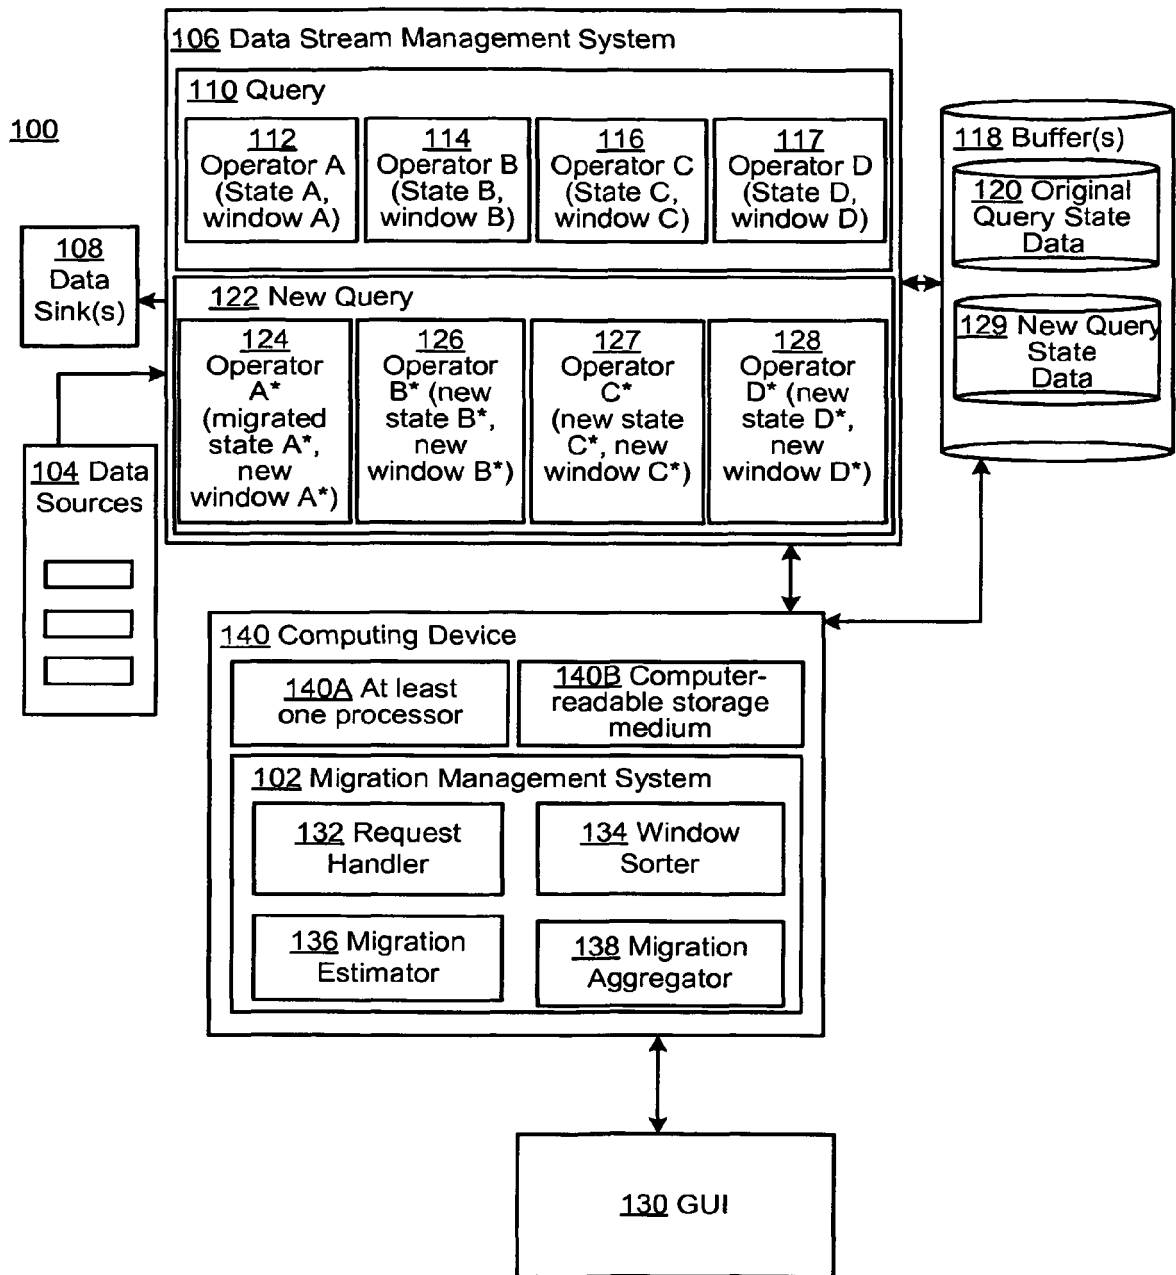 106 Data Stream Management System
110 Query
100
112
Operator A
(State A,
window A)
114
Operator B
(State B,
window B)
116
Operator C
(State C,
window C)
117
Operator D
(State D,
window D)
118 Buffer(s)
120 Original
Query State
Data
129 New Query
State
Data
108
Data
Sink(s)
122 New Query
124
Operator
A*
(migrated
state A*,
new
window A*)
126
Operator
B* (new
state B*,
new
window B*)
127
Operator
C*
(new state
C*, new
window C*)
128
Operator
D* (new
state D*,
new
window D*)
104 Data
Sources
140 Computing Device
140A At least
one processor
140B Computer-
readable storage
medium
102 Migration Management System
132 Request
Handler
134 Window
Sorter
136 Migration
Estimator
138 Migration
Aggregator
130 GUI